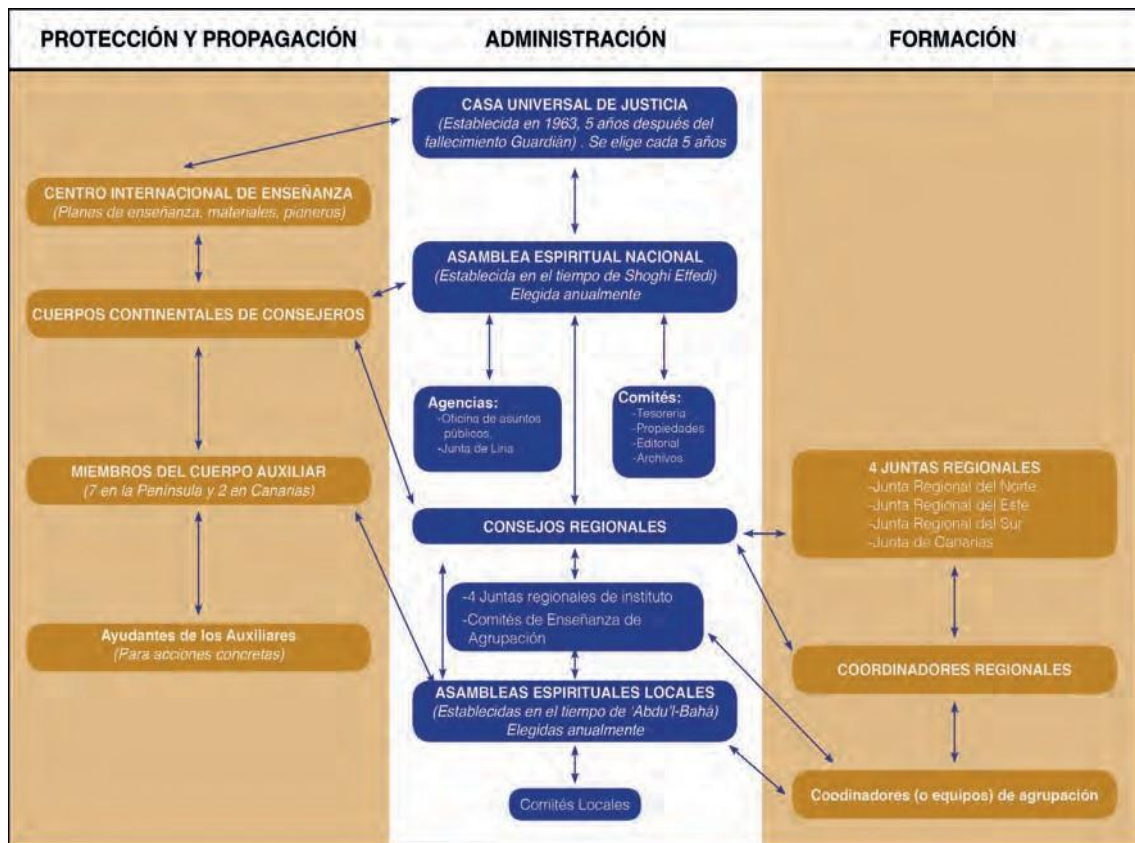 PROTECCIÓN Y PROPAGACIÓN
ADMINISTRACIÓN
FORMACIÓN
CASA UNIVERSAL DE JUSTICIA
(Establecida en 1963, 5 años después del
fallecimiento Guardián) . Se elige cada 5 años
CENTRO INTERNACIONAL DE ENSEÑANZA
(Planes de enseñanza, materiales, pioneros)
ASAMBLEA ESPIRITUAL NACIONAL
(Establecida en el tiempo de Shoghi Effedi)
Elegida anualmente
CUERPOS CONTINENTALES DE CONSEJEROS
Agencias:
-Oficina de asuntos
públicos,
-Junta de Liria
Comités:
-Tesorería
-Propiedades
-Editorial
-Archivos
MIEMBROS DEL CUERPO AUXILIAR
(7 en la Península y 2 en Canarias)
4 JUNTAS REGIONALES
-Junta Regional del Norte
-Junta Regional del Este
-Junta Regional del Sur
-Junta de Canarias
CONSEJOS REGIONALES
-4 Juntas regionales de instituto
-Comités de Enseñanza de
Agrupación
Ayudantes de los Auxiliares
(Para acciones concretas)
COORDINADORES REGIONALES
ASAMBLEAS ESPIRITUALES LOCALES
(Establecidas en el tiempo de 'Abdu'l-Bahá)
Elegidas anualmente
Comités Locales
Coodinadores (o equipos) de agrupación